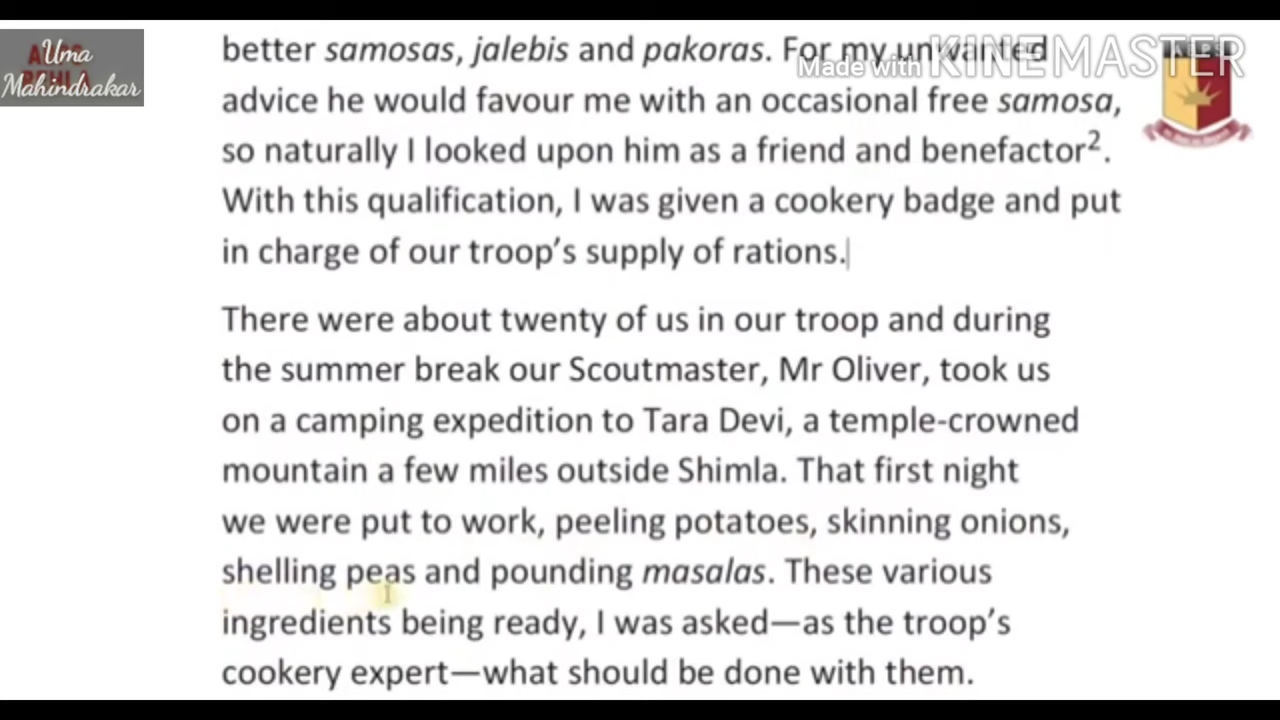 better samosas, jalebis and pakoras. For my unwanted
Made with KINEMASTER
Uma
Mahindrakar
advice he would favour me with an occasional free samosa,
so naturally I looked upon him as a friend and benefactor².
With this qualification, I was given a cookery badge and put
in charge of our troop's supply of rations.
There were about twenty of us in our troop and during
the summer break our Scoutmaster, Mr Oliver, took us
on a camping expedition to Tara Devi, a temple-crowned
mountain a few miles outside Shimla. That first night
we were put to work, peeling potatoes, skinning onions,
shelling peas and pounding masalas. These various
ingredients being ready, I was asked—as the troop's
cookery expert—what should be done with them.